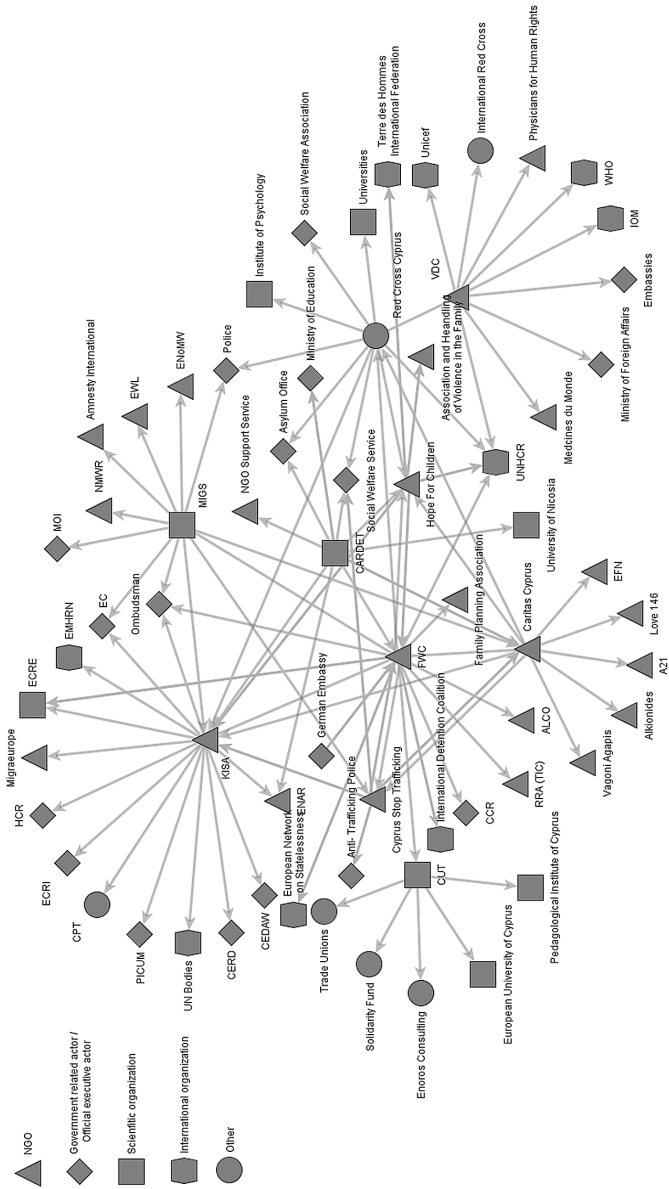 NGO
Government related actor /
Official executive actor
Scienfitic organization
International organization
Other
Migraeurope
ECRE
EMHRN
EC
Ombudsman
MOI
NMWR
Amnesty International
EWL
ENoMW
Police
MIGS
NGO Support Service
Asylum Office
Ministry of Education
Institute of Psychology
Social Welfare Association
Universities
Terre des Hommes
International Federation
Unicef
International Red Cross
Physicians for Human Rights
WHO
IOM
Embassies
Ministry of Foreign Affairs
Medcines du Monde
VDC
Red Cross Cyprus
Association and Heandling
of Violence in the Family
UNHCR
Hope For Children
Social Welfare Service
CARDET
University of Nicosia
Family Planning Association
Caritas Cyprus
EFN
Love 146
A21
Alkionides
Vagoni Agapis
ALCO
RRA (TIC)
FWC
German Embassy
International Detention Coalition
CCR
Cyprus Stop Trafficking
Anti- Trafficking Police
ENAR
European Network
on Statelessness
KISA
HCR
ECRI
CPT
PICUM
UN Bodies
CERD
CEDAW
Trade Unions
Solidarity Fund
Enoros Consulting
CUT
European University of Cyprus
Pedagological Institute of Cyprus